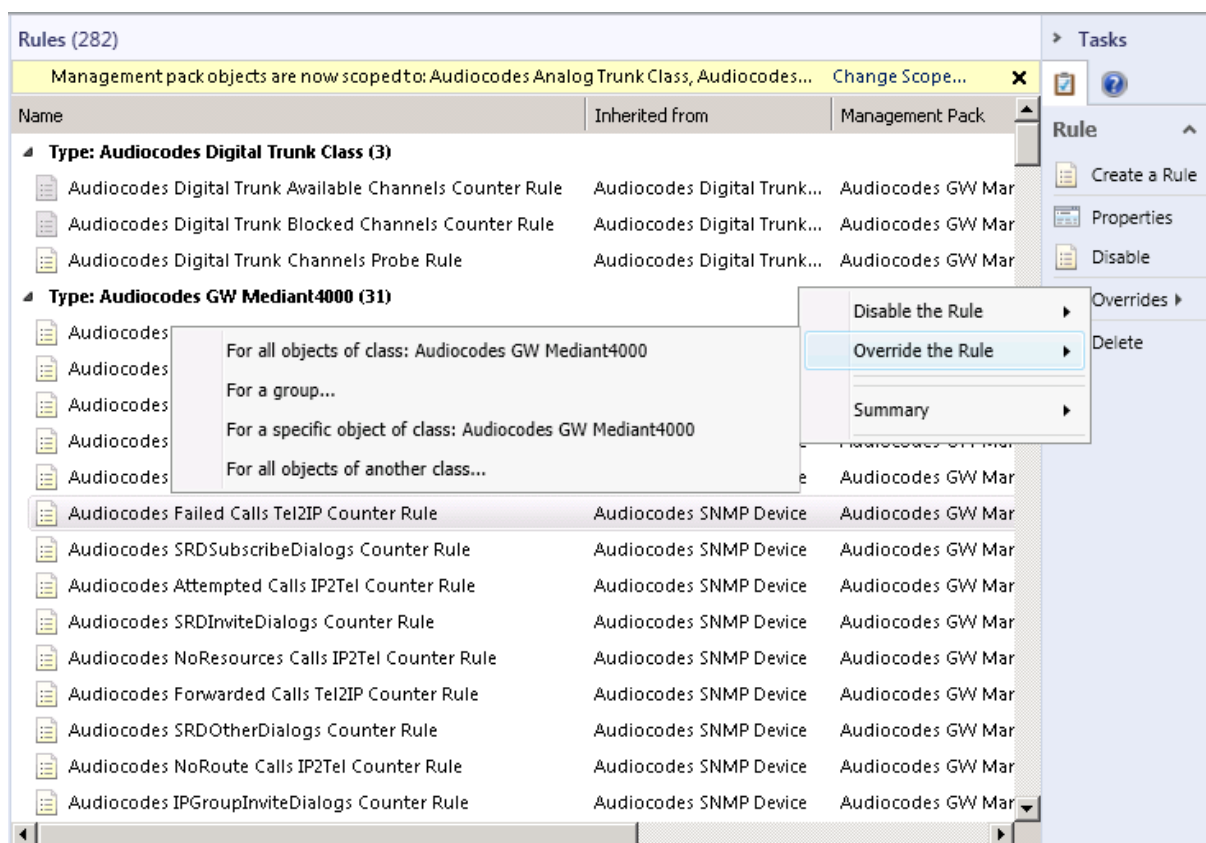 Rules (282)
Management pack objects are now scoped to: Audiocodes Analog Trunk Class, Audiocodes... Change Scope...
Name Inherited from Management Pack
Type: Audiocodes Digital Trunk Class (3)
Audiocodes Digital Trunk Available Channels Counter Rule Audiocodes Digital Trunk... Audiocodes GW Mar
Audiocodes Digital Trunk Blocked Channels Counter Rule Audiocodes Digital Trunk... Audiocodes GW Mar
Audiocodes Digital Trunk Channels Probe Rule Audiocodes Digital Trunk... Audiocodes GW Mar
Type: Audiocodes GW Mediant4000 (31)
Audiocodes
Audiocodes
Audiocodes
Audiocodes
Audiocodes Audiocodes GW Mar
For all objects of class: Audiocodes GW Mediant4000
For a group...
For a specific object of class: Audiocodes GW Mediant4000
For all objects of another class...
Disable the Rule
Override the Rule
Summary
Audiocodes Failed Calls Tel2IP Counter Rule Audiocodes SNMP Device Audiocodes GW Mar
Audiocodes SRDSubscribeDialogs Counter Rule Audiocodes SNMP Device Audiocodes GW Mar
Audiocodes Attempted Calls IP2Tel Counter Rule Audiocodes SNMP Device Audiocodes GW Mar
Audiocodes SRDInviteDialogs Counter Rule Audiocodes SNMP Device Audiocodes GW Mar
Audiocodes NoResources Calls IP2Tel Counter Rule Audiocodes SNMP Device Audiocodes GW Mar
Audiocodes Forwarded Calls Tel2IP Counter Rule Audiocodes SNMP Device Audiocodes GW Mar
Audiocodes SRDOtherDialogs Counter Rule Audiocodes SNMP Device Audiocodes GW Mar
Audiocodes NoRoute Calls IP2Tel Counter Rule Audiocodes SNMP Device Audiocodes GW Mar
Audiocodes IPGroupInviteDialogs Counter Rule Audiocodes SNMP Device Audiocodes GW Mar
Tasks
Rule
Create a Rule
Properties
Disable
Overrides
Delete